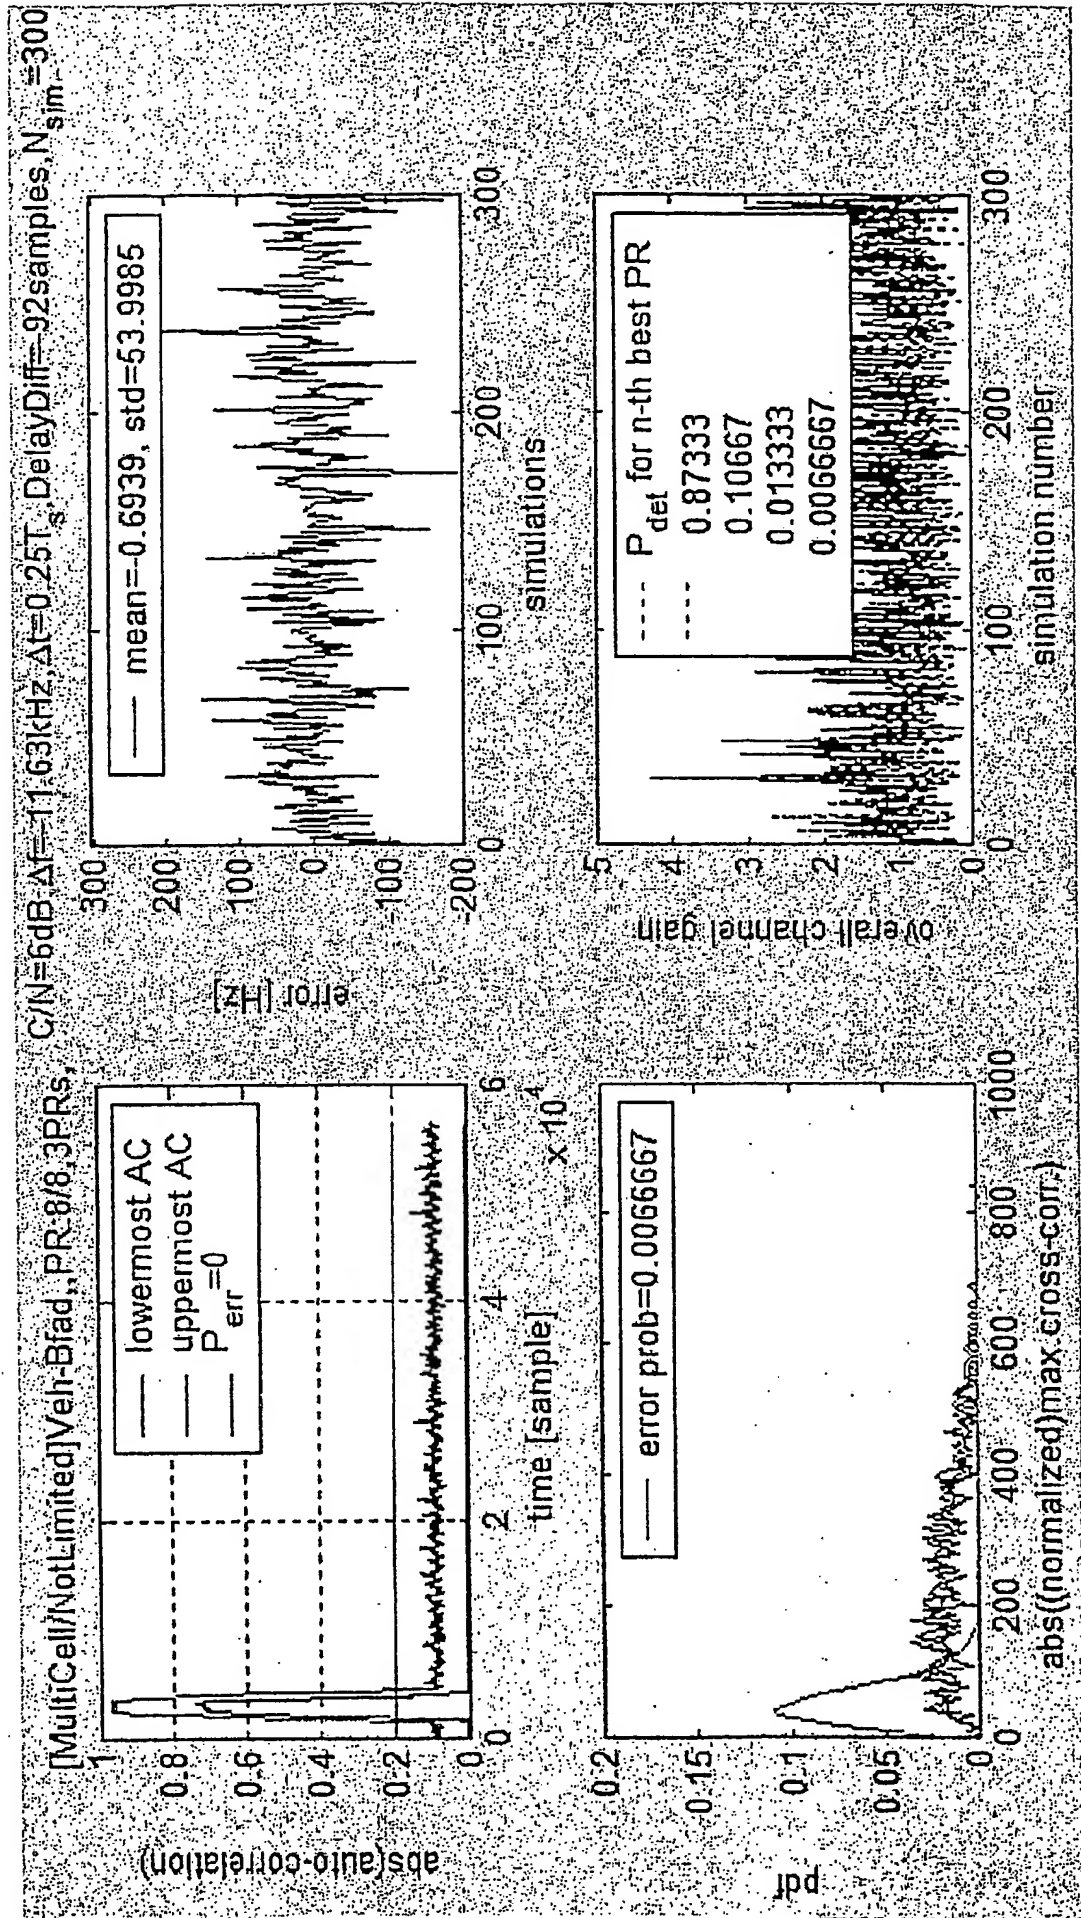 [MultiCell/NotLimited]Veh-Bfad,,PR:8/8,3PRs, C/N=6dB,Δf=-11.63kHz,Δt=0.25Ts,DelayDiff=-92samples,Nsim=300
abs(auto-correlation)
1
0.8
0.6
0.4
0.2
0
lowermost AC
uppermost AC
Perr=0
0 2 4 6
time [sample] x 10^4
error [Hz]
300
200
100
0
-100
-200
mean=-0.6939, std=53.9985
0 100 200 300
simulations
pdf
0.2
0.15
0.1
0.05
0
error prob=0.0066667
0 200 400 600 800 1000
abs((normalized)max.cross-corr.)
overall channel gain
5
4
3
2
1
0
Pdet for n-th best PR
0.87333
0.10667
0.013333
0.0066667
0 100 200 300
simulation number